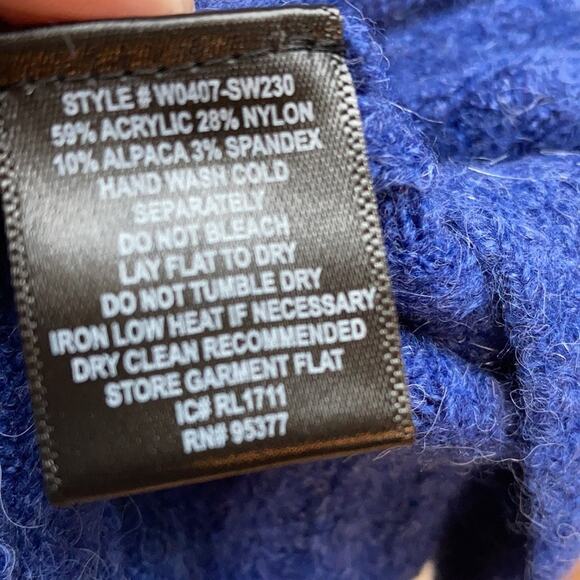 STYLE # W0407-SW230
59% ACRYLIC 28% NYLON
10% ALPACA 3% SPANDEX
HAND WASH COLD
SEPARATELY
DO NOT BLEACH
LAY FLAT TO DRY
DO NOT TUMBLE DRY
IRON LOW HEAT IF NECESSARY
DRY CLEAN RECOMMENDED
STORE GARMENT FLAT
IC# RL1711
RN# 95377